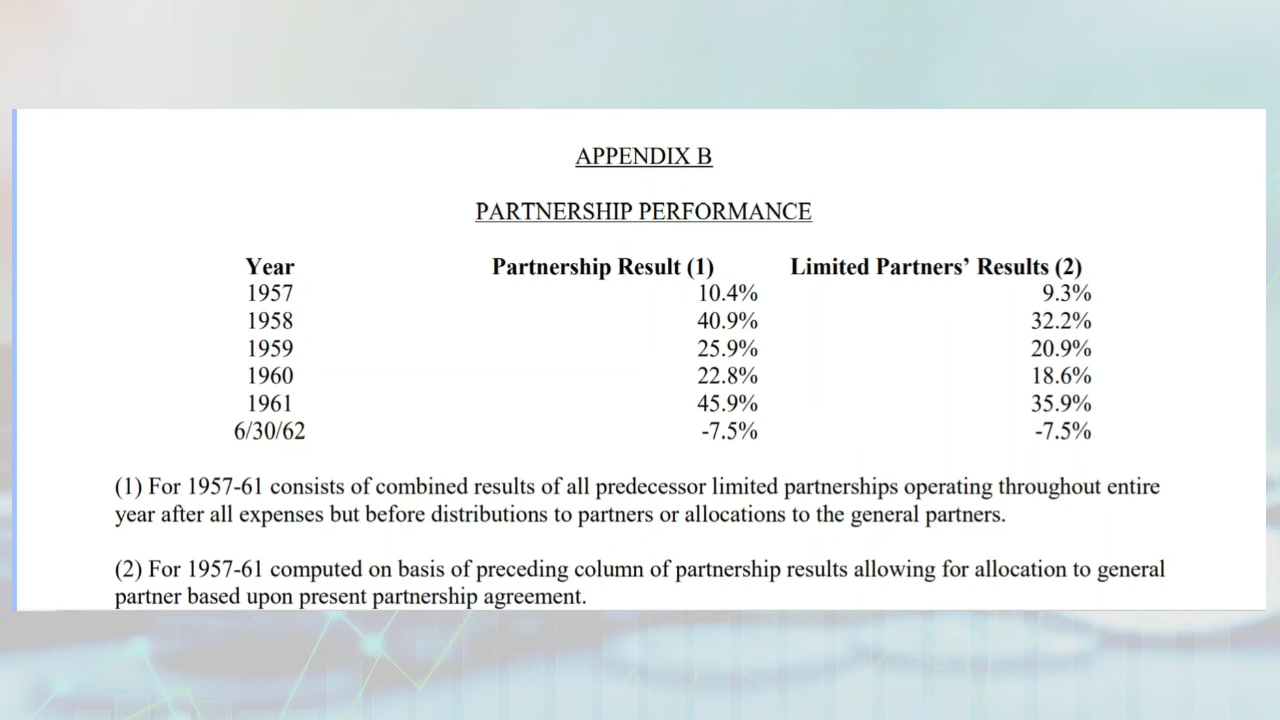 APPENDIX B
PARTNERSHIP PERFORMANCE
Year Partnership Result (1) Limited Partners’ Results (2)
1957 10.4% 9.3%
1958 40.9% 32.2%
1959 25.9% 20.9%
1960 22.8% 18.6%
1961 45.9% 35.9%
6/30/62 -7.5% -7.5%
(1) For 1957-61 consists of combined results of all predecessor limited partnerships operating throughout entire
year after all expenses but before distributions to partners or allocations to the general partners.
(2) For 1957-61 computed on basis of preceding column of partnership results allowing for allocation to general
partner based upon present partnership agreement.